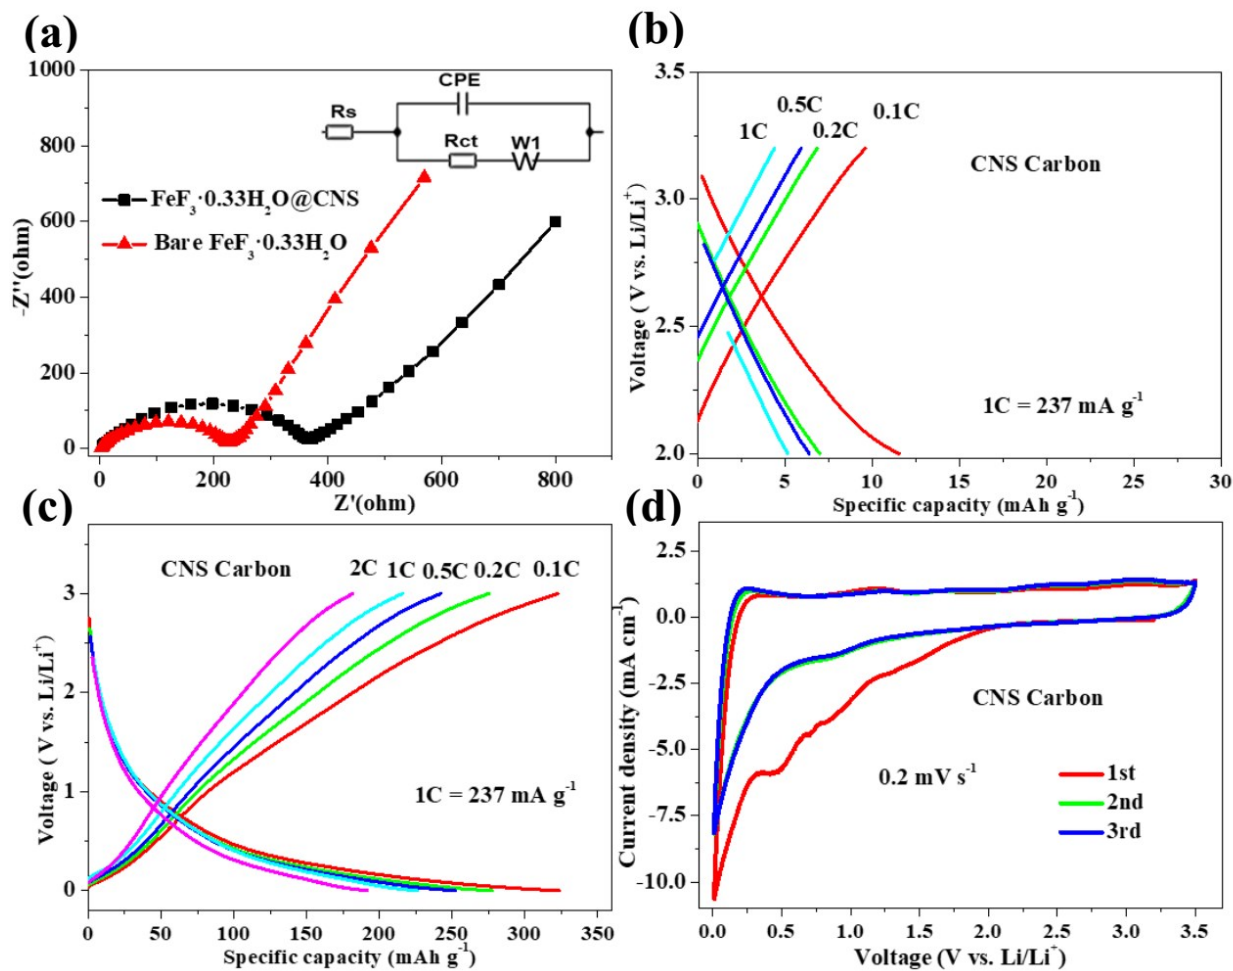 (a)
1000
800
600
400
200
0
0 200 400 600 800
-Z''(ohm)
Z'(ohm)
CPE
Rs
Rct W1
FeF₃·0.33H₂O@CNS
Bare FeF₃·0.33H₂O
(b)
3.5
3.0
2.5
2.0
0 5 10 15 20 25 30
Voltage ( V vs. Li/Li⁺)
Specific capacity (mAh g⁻¹)
1C 0.5C 0.2C 0.1C
CNS Carbon
1C = 237 mA g⁻¹
(c)
3
2
1
0
0 50 100 150 200 250 300 350
Voltage ( V vs. Li/Li⁺)
Specific capacity (mAh g⁻¹)
CNS Carbon
2C 1C 0.5C 0.2C 0.1C
1C = 237 mA g⁻¹
(d)
2.5
0.0
-2.5
-5.0
-7.5
-10.0
0.0 0.5 1.0 1.5 2.0 2.5 3.0 3.5
Current density (mA cm⁻¹)
Voltage (V vs. Li/Li⁺)
CNS Carbon
0.2 mV s⁻¹
1st
2nd
3rd